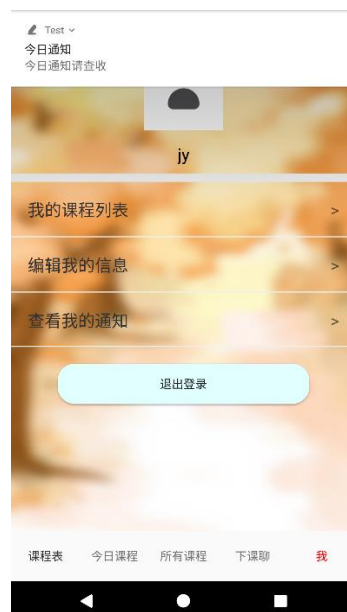 Test
今日通知
今日通知请查收
jy
我的课程列表 >
编辑我的信息 >
查看我的通知 >
退出登录
课程表 今日课程 所有课程 下课聊 我